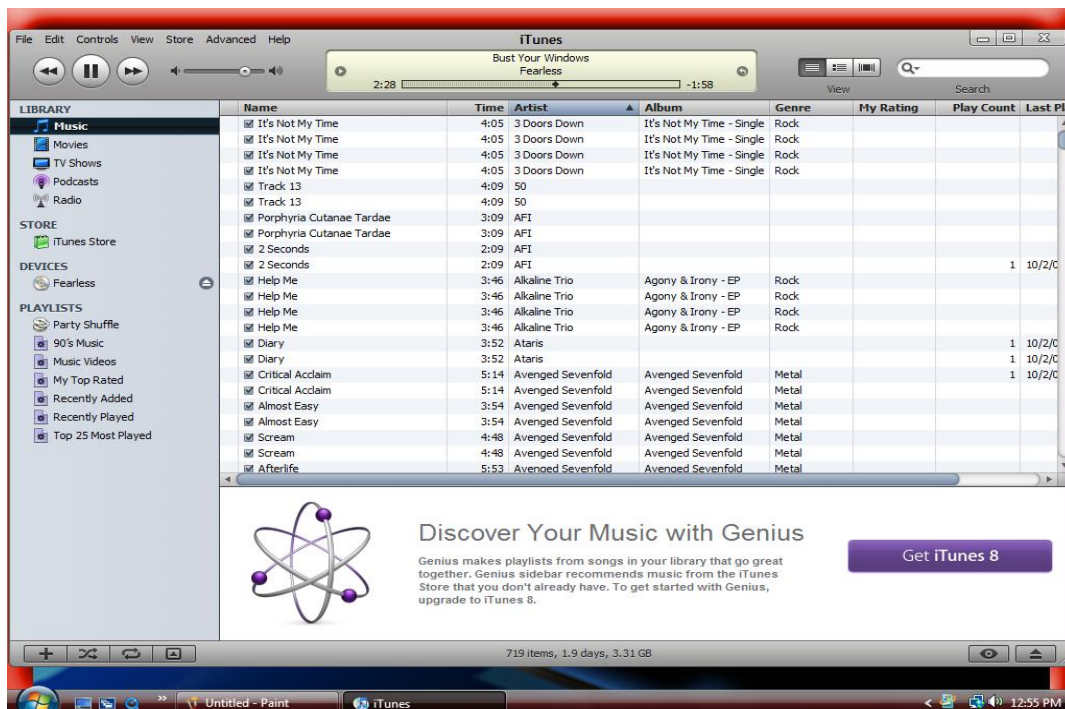 File Edit Controls View Store Advanced Help iTunes
Bust Your Windows
Fearless
2:28 -1:58
View Search
LIBRARY
Music
Movies
TV Shows
Podcasts
Radio
STORE
iTunes Store
DEVICES
Fearless
PLAYLISTS
Party Shuffle
90's Music
Music Videos
My Top Rated
Recently Added
Recently Played
Top 25 Most Played
Name Time Artist Album Genre My Rating Play Count Last Pl
It's Not My Time 4:05 3 Doors Down It's Not My Time - Single Rock
It's Not My Time 4:05 3 Doors Down It's Not My Time - Single Rock
It's Not My Time 4:05 3 Doors Down It's Not My Time - Single Rock
It's Not My Time 4:05 3 Doors Down It's Not My Time - Single Rock
Track 13 4:09 50
Track 13 4:09 50
Porphyria Cutanae Tardae 3:09 AFI
Porphyria Cutanae Tardae 3:09 AFI
2 Seconds 2:09 AFI
2 Seconds 2:09 AFI 1 10/2/0
Help Me 3:46 Alkaline Trio Agony & Irony - EP Rock
Help Me 3:46 Alkaline Trio Agony & Irony - EP Rock
Help Me 3:46 Alkaline Trio Agony & Irony - EP Rock
Help Me 3:46 Alkaline Trio Agony & Irony - EP Rock
Diary 3:52 Ataris 1 10/2/0
Diary 3:52 Ataris 1 10/2/0
Critical Acclaim 5:14 Avenged Sevenfold Avenged Sevenfold Metal 1 10/2/0
Critical Acclaim 5:14 Avenged Sevenfold Avenged Sevenfold Metal
Almost Easy 3:54 Avenged Sevenfold Avenged Sevenfold Metal
Almost Easy 3:54 Avenged Sevenfold Avenged Sevenfold Metal
Scream 4:48 Avenged Sevenfold Avenged Sevenfold Metal
Scream 4:48 Avenged Sevenfold Avenged Sevenfold Metal
Afterlife 5:53 Avenged Sevenfold Avenged Sevenfold Metal
Discover Your Music with Genius
Genius makes playlists from songs in your library that go great
together. Genius sidebar recommends music from the iTunes
Store that you don't already have. To get started with Genius,
upgrade to iTunes 8.
Get iTunes 8
719 items, 1.9 days, 3.31 GB
Untitled - Paint iTunes 12:55 PM